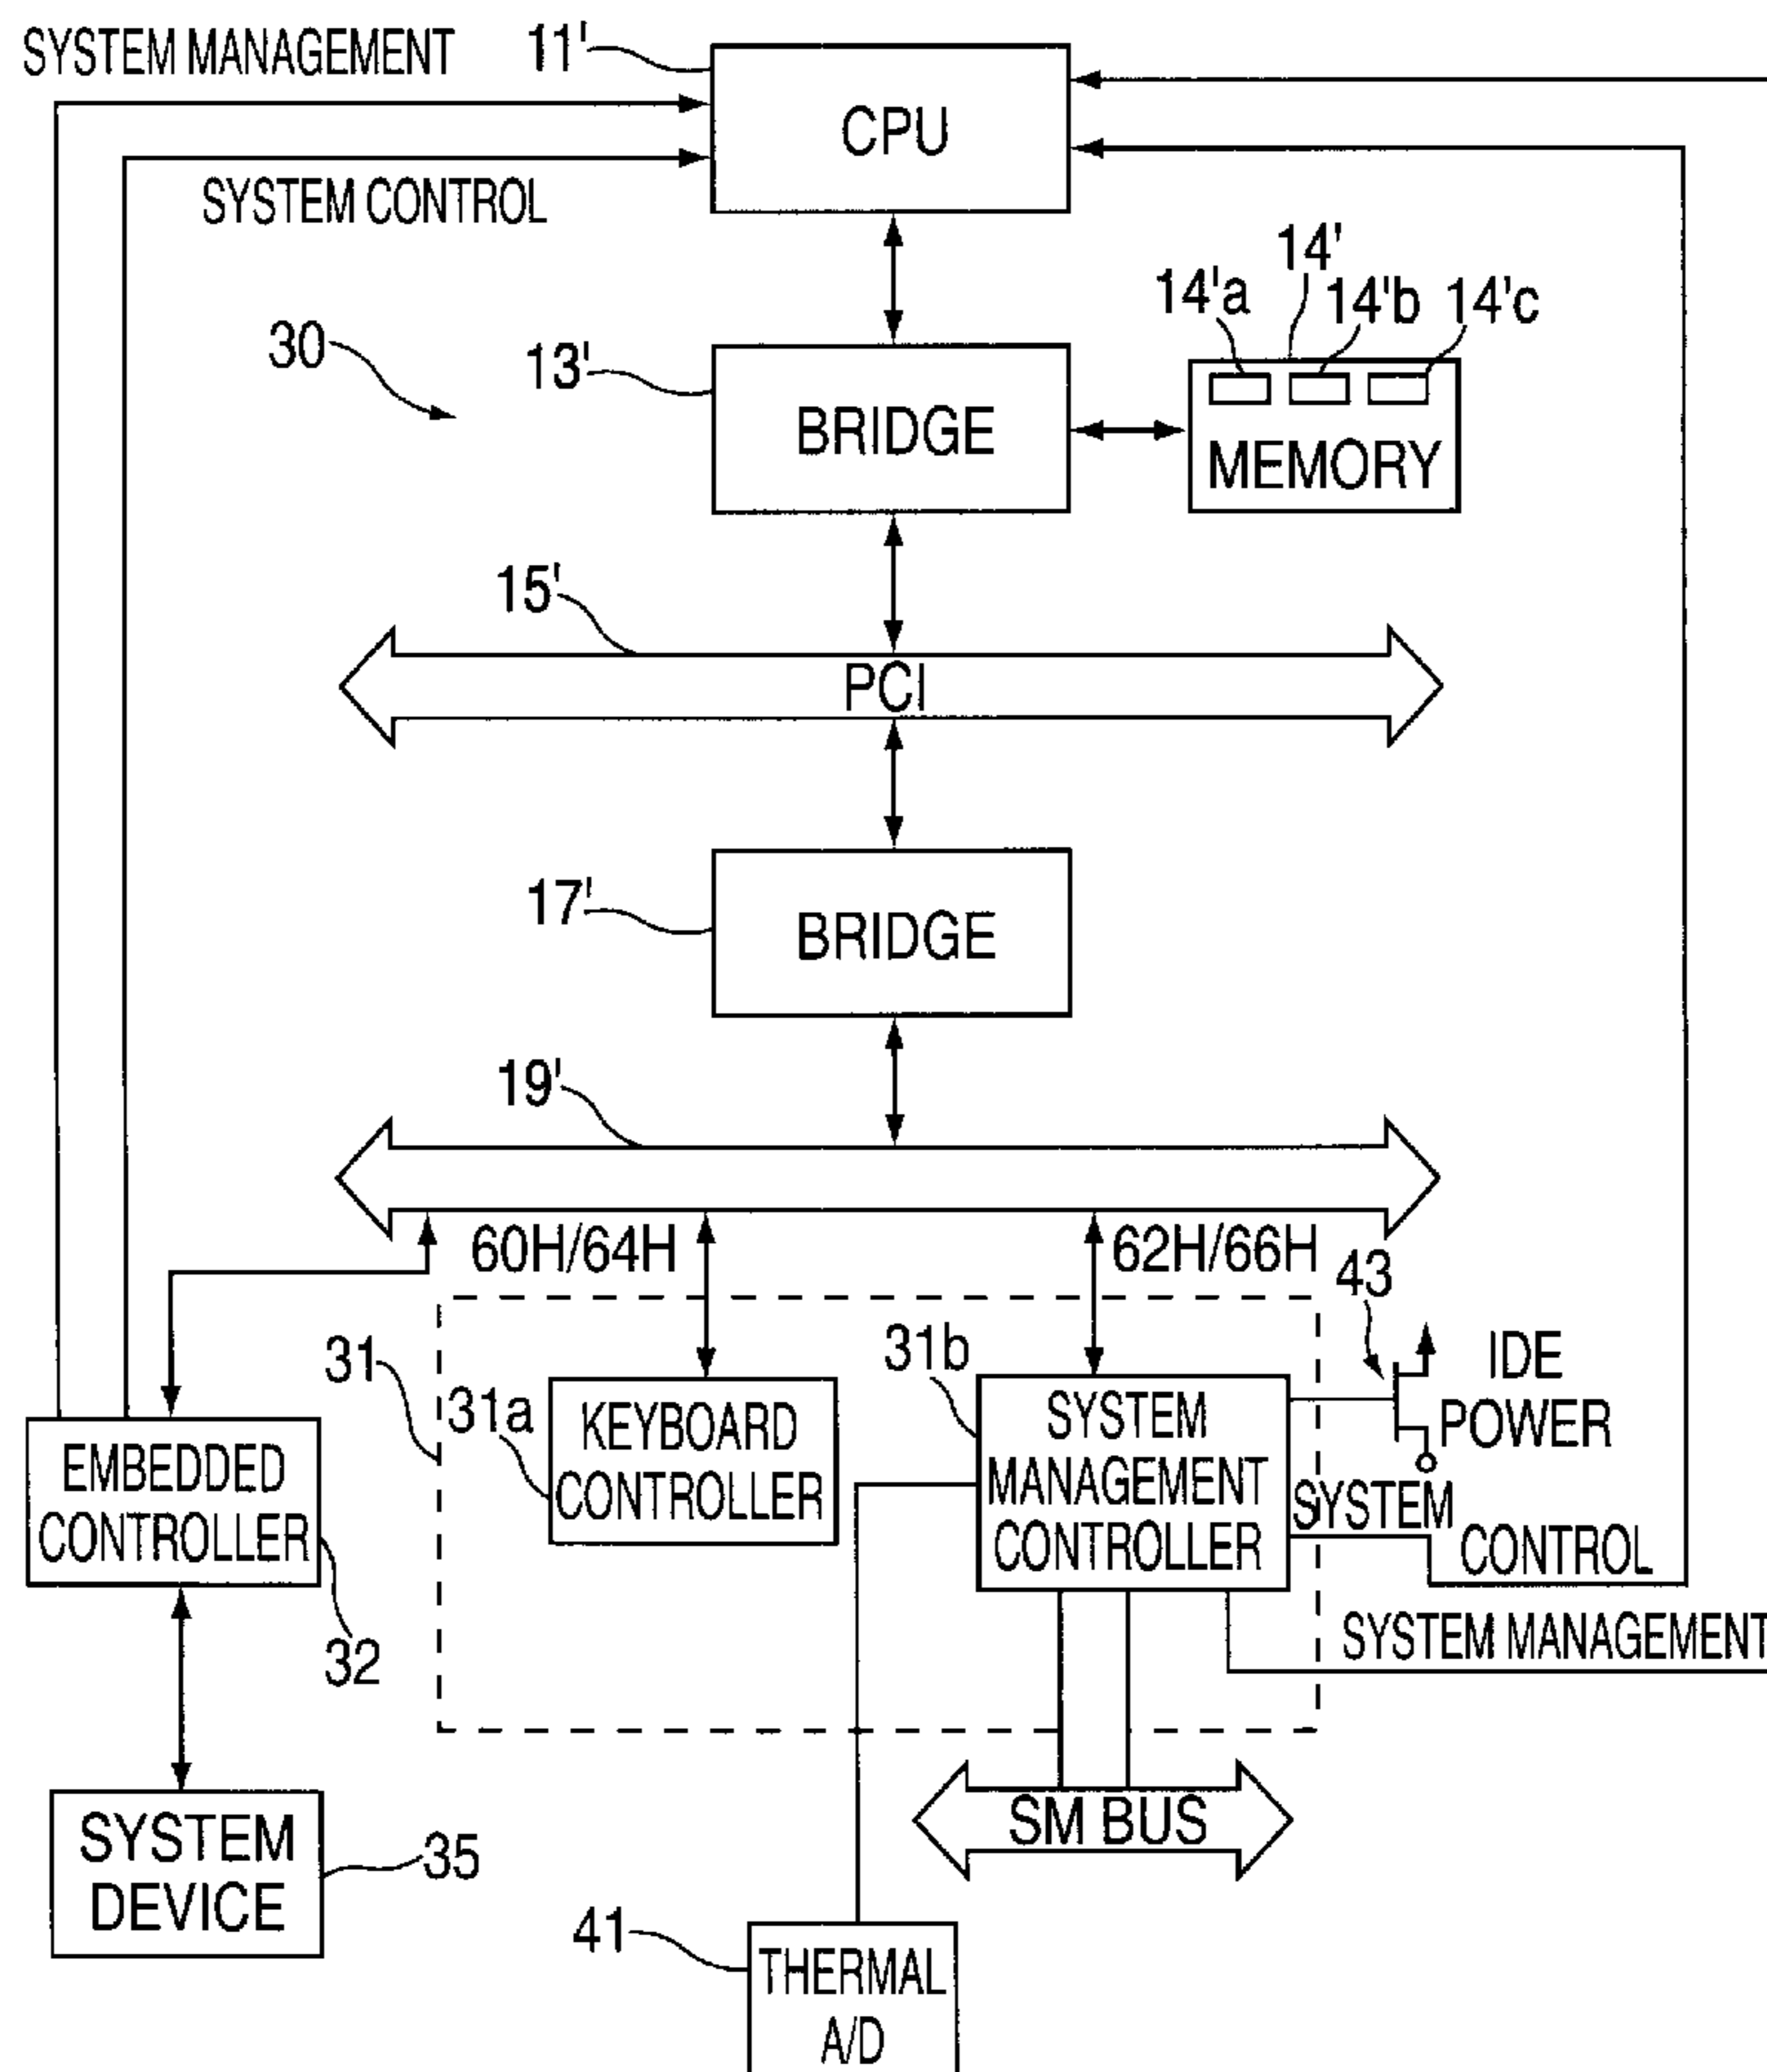 SYSTEM MANAGEMENT
11'
CPU
SYSTEM CONTROL
14'
14'a
14'b
14'c
30
13'
BRIDGE
MEMORY
15'
PCI
17'
BRIDGE
19'
60H/64H
62H/66H
43
31
31b
IDE
POWER
31a
KEYBOARD
CONTROLLER
SYSTEM
MANAGEMENT
CONTROLLER
EMBEDDED
CONTROLLER
SYSTEM
CONTROL
32
SYSTEM MANAGEMENT
SYSTEM
DEVICE
35
SM BUS
41
THERMAL
A/D